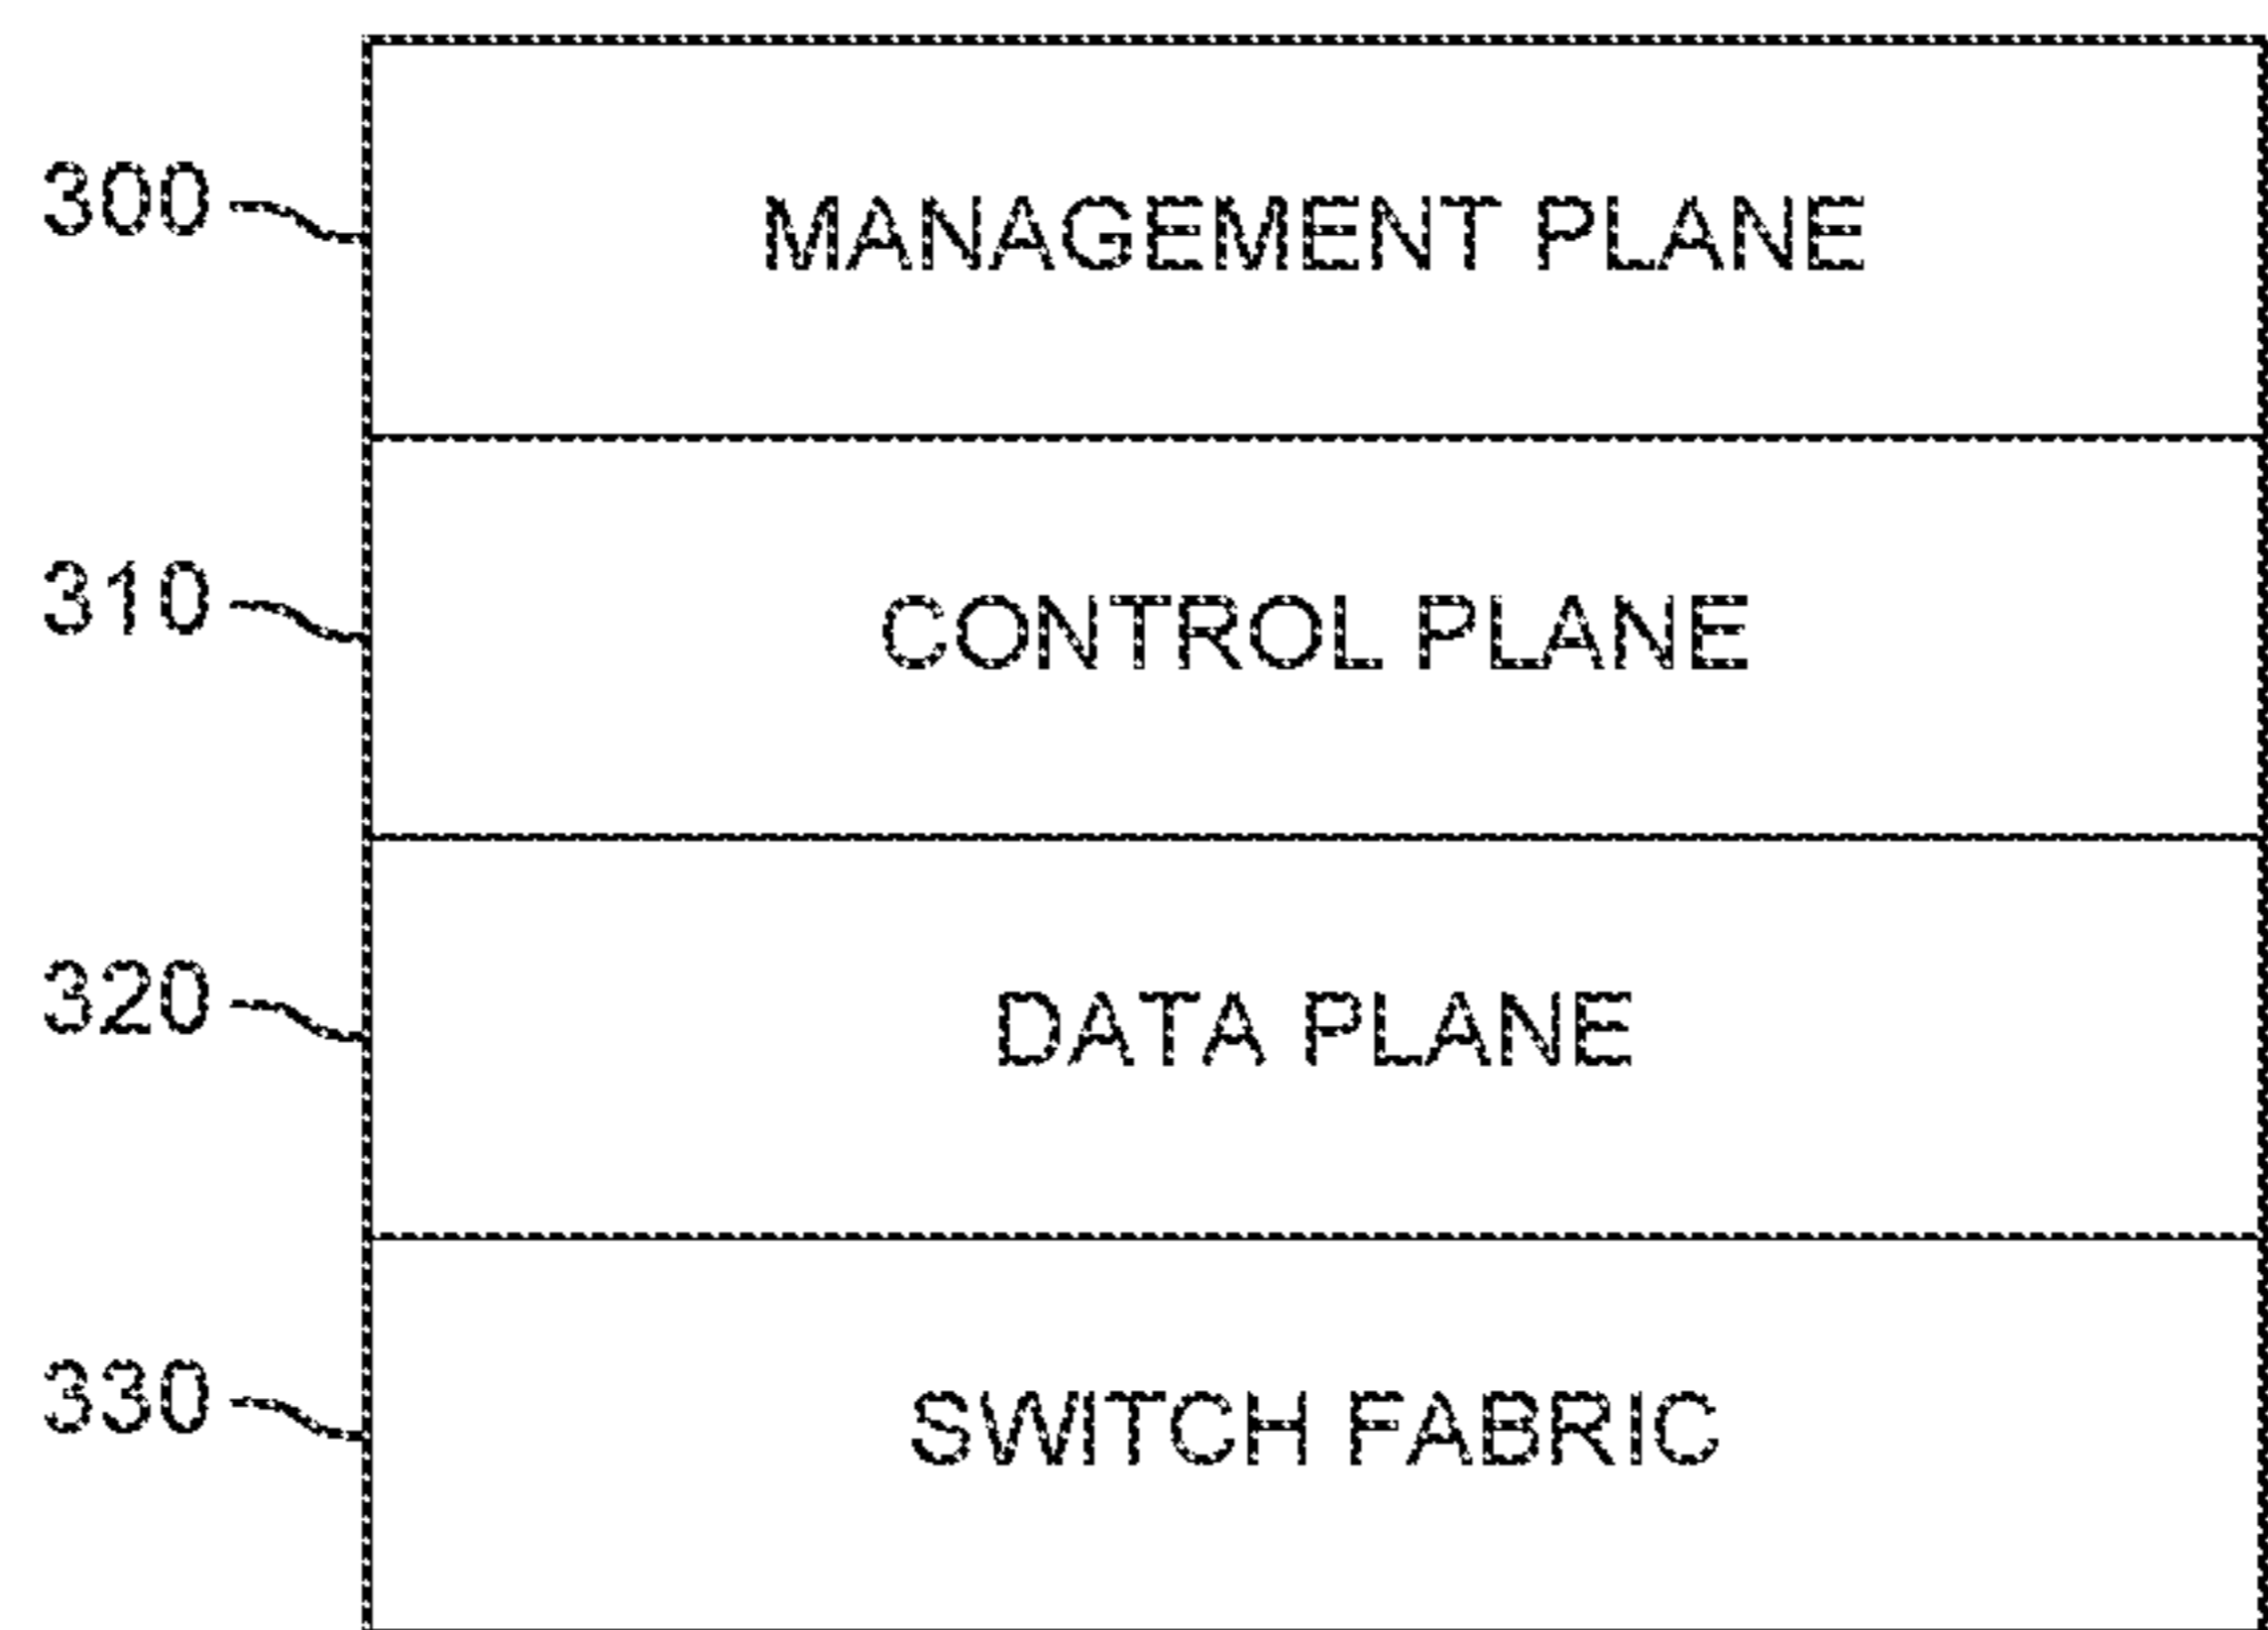 300 MANAGEMENT PLANE
310 CONTROL PLANE
320 DATA PLANE
330 SWITCH FABRIC